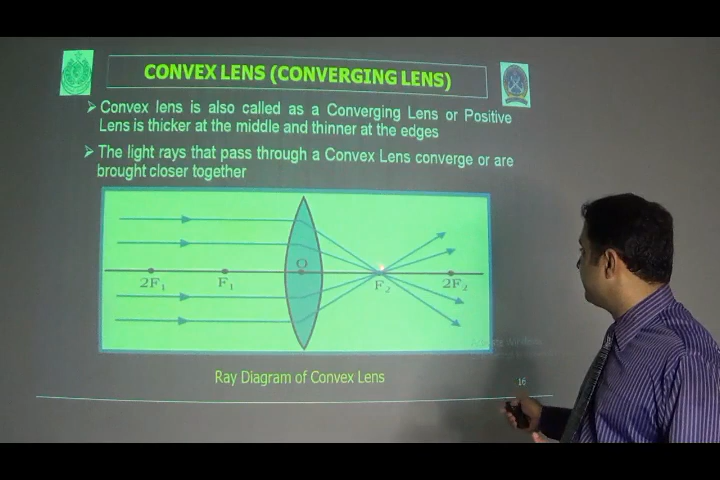 CONVEX LENS (CONVERGING LENS)
➢ Convex lens is also called as a Converging Lens or Positive
Lens is thicker at the middle and thinner at the edges
➢ The light rays that pass through a Convex Lens converge or are
brought closer together
O
2F₁ F₁ F₂ 2F₂
Ray Diagram of Convex Lens
16